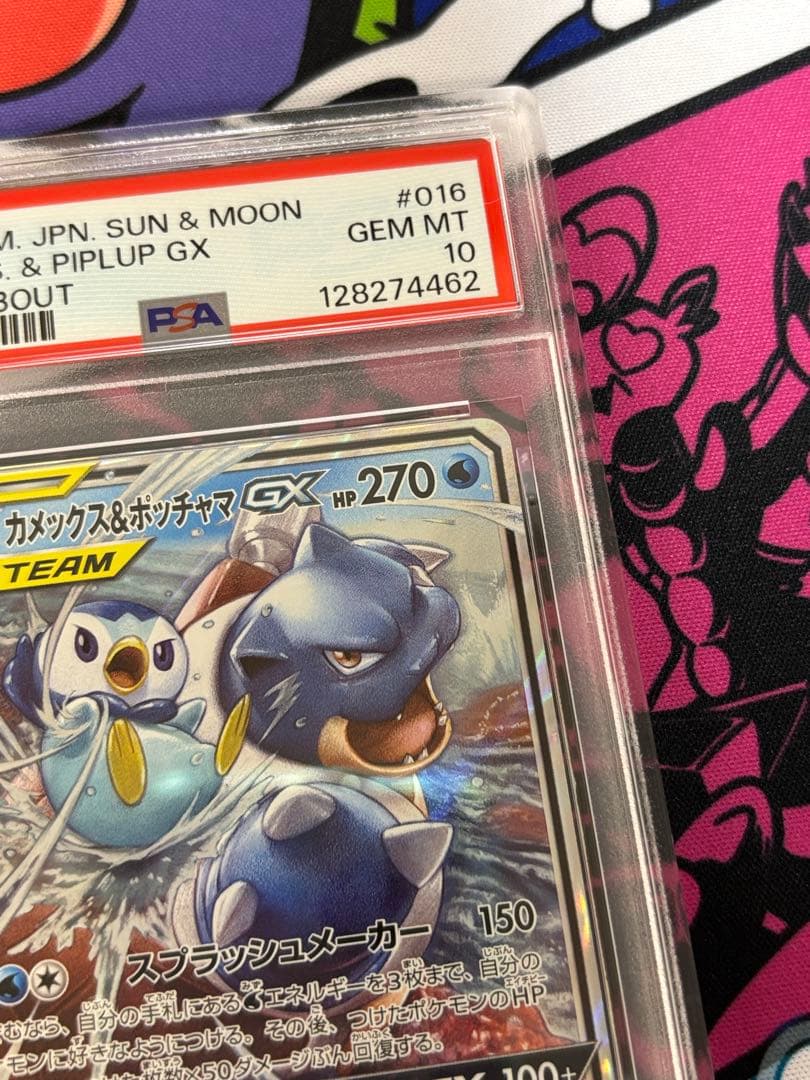 M. JPN. SUN & MOON #016
S. & PIPLUP GX GEM MT
BOUT 10
PSA 128274462
カメックス&ポッチャマGX HP270
TEAM
スプラッシュメーカー 150
むなら、自分の手札にあるエネルギーを3枚まで、自分の
モンに好きなようにつける。その後、つけたポケモンのHP
枚数×50ダメージぶん回復する。
100+